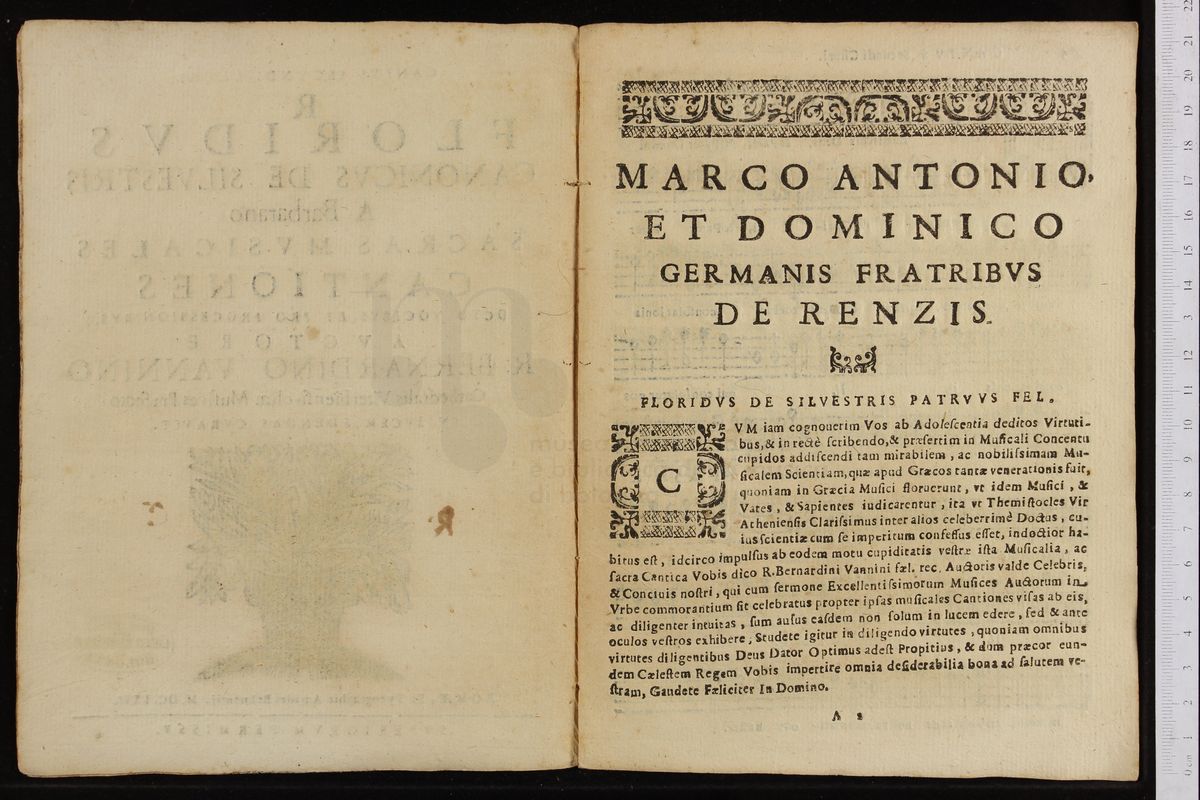 MARCO ANTONIO,
ET DOMINICO
GERMANIS FRATRIBVS
DE RENZIS.
FLORIDVS DE SILVESTRIS PATRVVS FEL.
CVM iam cognouerim Vos ab Adolescentia deditos Virtuti-
bus, & in rectè scribendo, & præsertim in Musicali Concentu
cupidos addiscendi tam mirabilem, ac nobilissimam Mu-
sicalem Scientiam, quæ apud Græcos tantæ venerationis fuit,
quoniam in Græcia Musici floruerunt, vt idem Musici, &
Vates, & Sapientes iudicarentur, ita vt Themistocles Vir
Atheniensis Clarissimus inter alios celeberrimè Doctus, cu-
ius scientiæ cum se imperitum confessus esset, indoctior ha-
bitus est, idcirco impulsus ab eodem motu cupiditatis vestræ ista Musicalia, ac
sacra Cantica Vobis dico R. Bernardini Vannini fæl. rec. Auctoris valde Celebris,
& Conciuis nostri, qui cum sermone Excellentissimorum Musices Auctorum in
Vrbe commorantium sit celebratus propter ipsas musicales Cantiones visas ab eis,
ac diligenter intuitas, sum ausus easdem non solum in lucem edere, sed & ante
oculos vestros exhibere; Studete igitur in diligendo virtutes, quoniam omnibus
virtutes diligentibus Deus Dator Optimus adest Propitius, & dum præcor eun-
dem Cælestem Regem Vobis impertire omnia desiderabilia bona ad salutem ve-
stram, Gaudete Fæliciter In Domino.
A 2